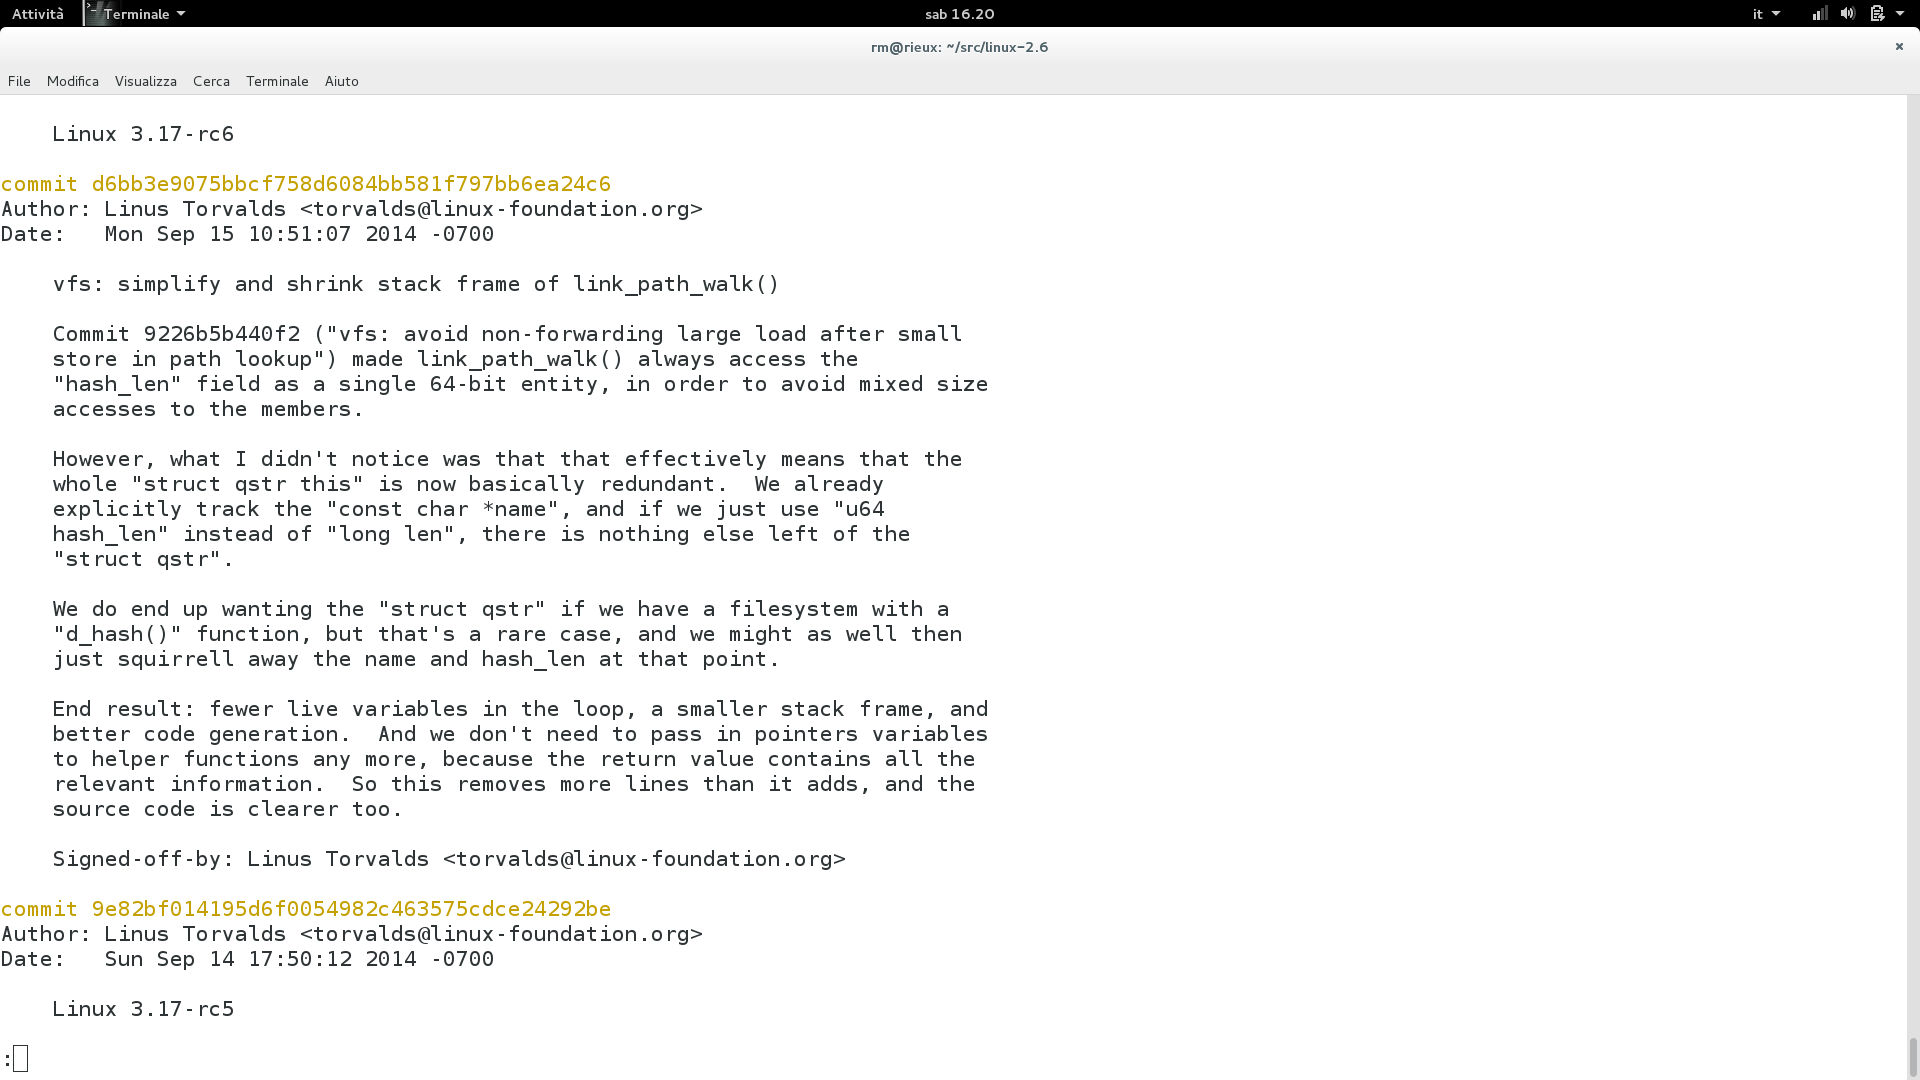 Attività Terminale sab 16.20 it
rm@rieux: ~/src/linux-2.6
File Modifica Visualizza Cerca Terminale Aiuto
Linux 3.17-rc6
commit d6bb3e9075bbcf758d6084bb581f797bb6ea24c6
Author: Linus Torvalds <torvalds@linux-foundation.org>
Date:   Mon Sep 15 10:51:07 2014 -0700
vfs: simplify and shrink stack frame of link_path_walk()
Commit 9226b5b440f2 ("vfs: avoid non-forwarding large load after small
store in path lookup") made link_path_walk() always access the
"hash_len" field as a single 64-bit entity, in order to avoid mixed size
accesses to the members.
However, what I didn't notice was that that effectively means that the
whole "struct qstr this" is now basically redundant.  We already
explicitly track the "const char *name", and if we just use "u64
hash_len" instead of "long len", there is nothing else left of the
"struct qstr".
We do end up wanting the "struct qstr" if we have a filesystem with a
"d_hash()" function, but that's a rare case, and we might as well then
just squirrell away the name and hash_len at that point.
End result: fewer live variables in the loop, a smaller stack frame, and
better code generation.  And we don't need to pass in pointers variables
to helper functions any more, because the return value contains all the
relevant information.  So this removes more lines than it adds, and the
source code is clearer too.
Signed-off-by: Linus Torvalds <torvalds@linux-foundation.org>
commit 9e82bf014195d6f0054982c463575cdce24292be
Author: Linus Torvalds <torvalds@linux-foundation.org>
Date:   Sun Sep 14 17:50:12 2014 -0700
Linux 3.17-rc5
: